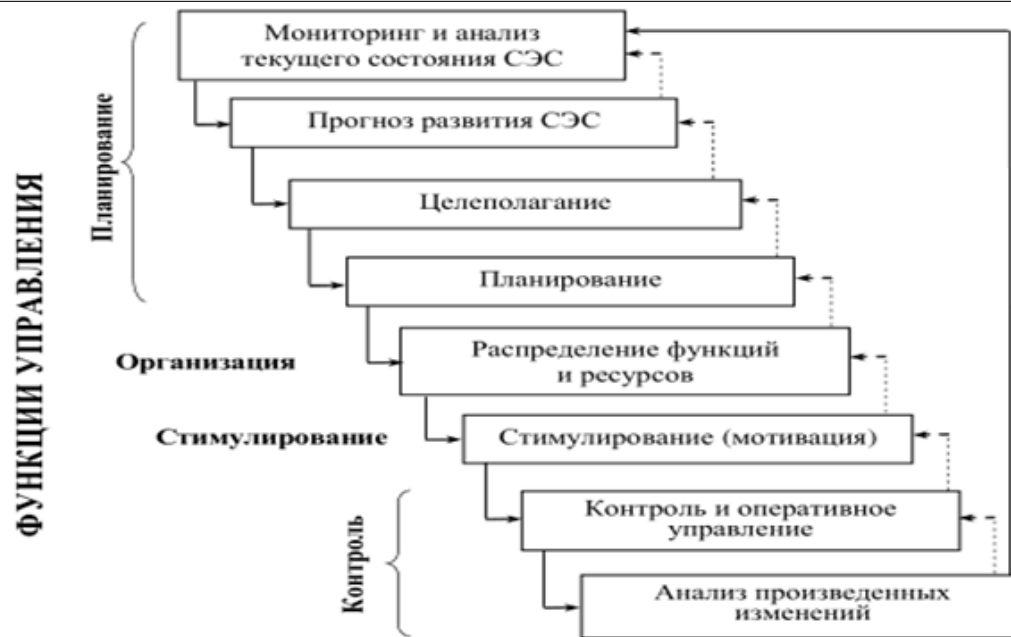 ФУНКЦИИ УПРАВЛЕНИЯ
Планирование
Мониторинг и анализ
текущего состояния СЭС
Прогноз развития СЭС
Целеполагание
Планирование
Организация
Распределение функций
и ресурсов
Стимулирование
Стимулирование (мотивация)
Контроль
Контроль и оперативное
управление
Анализ произведенных
изменений